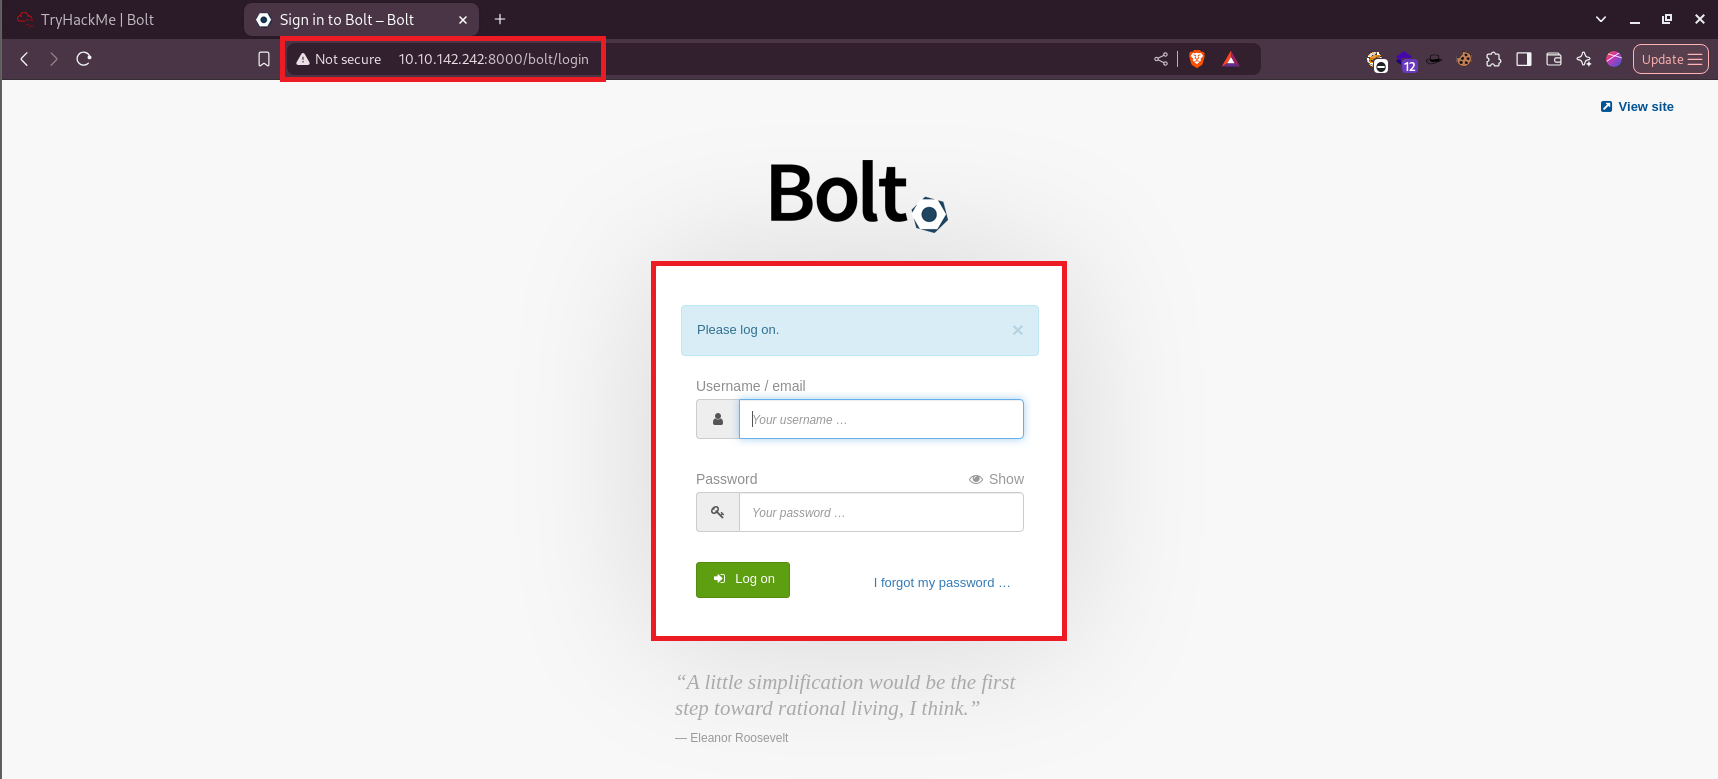 TryHackMe | Bolt
Sign in to Bolt – Bolt
Not secure
10.10.142.242:8000/bolt/login
12
Update
View site
Bolt
Please log on.
Username / email
Your username …
Password
Show
Your password …
Log on
I forgot my password …
“A little simplification would be the first
step toward rational living, I think.”
— Eleanor Roosevelt